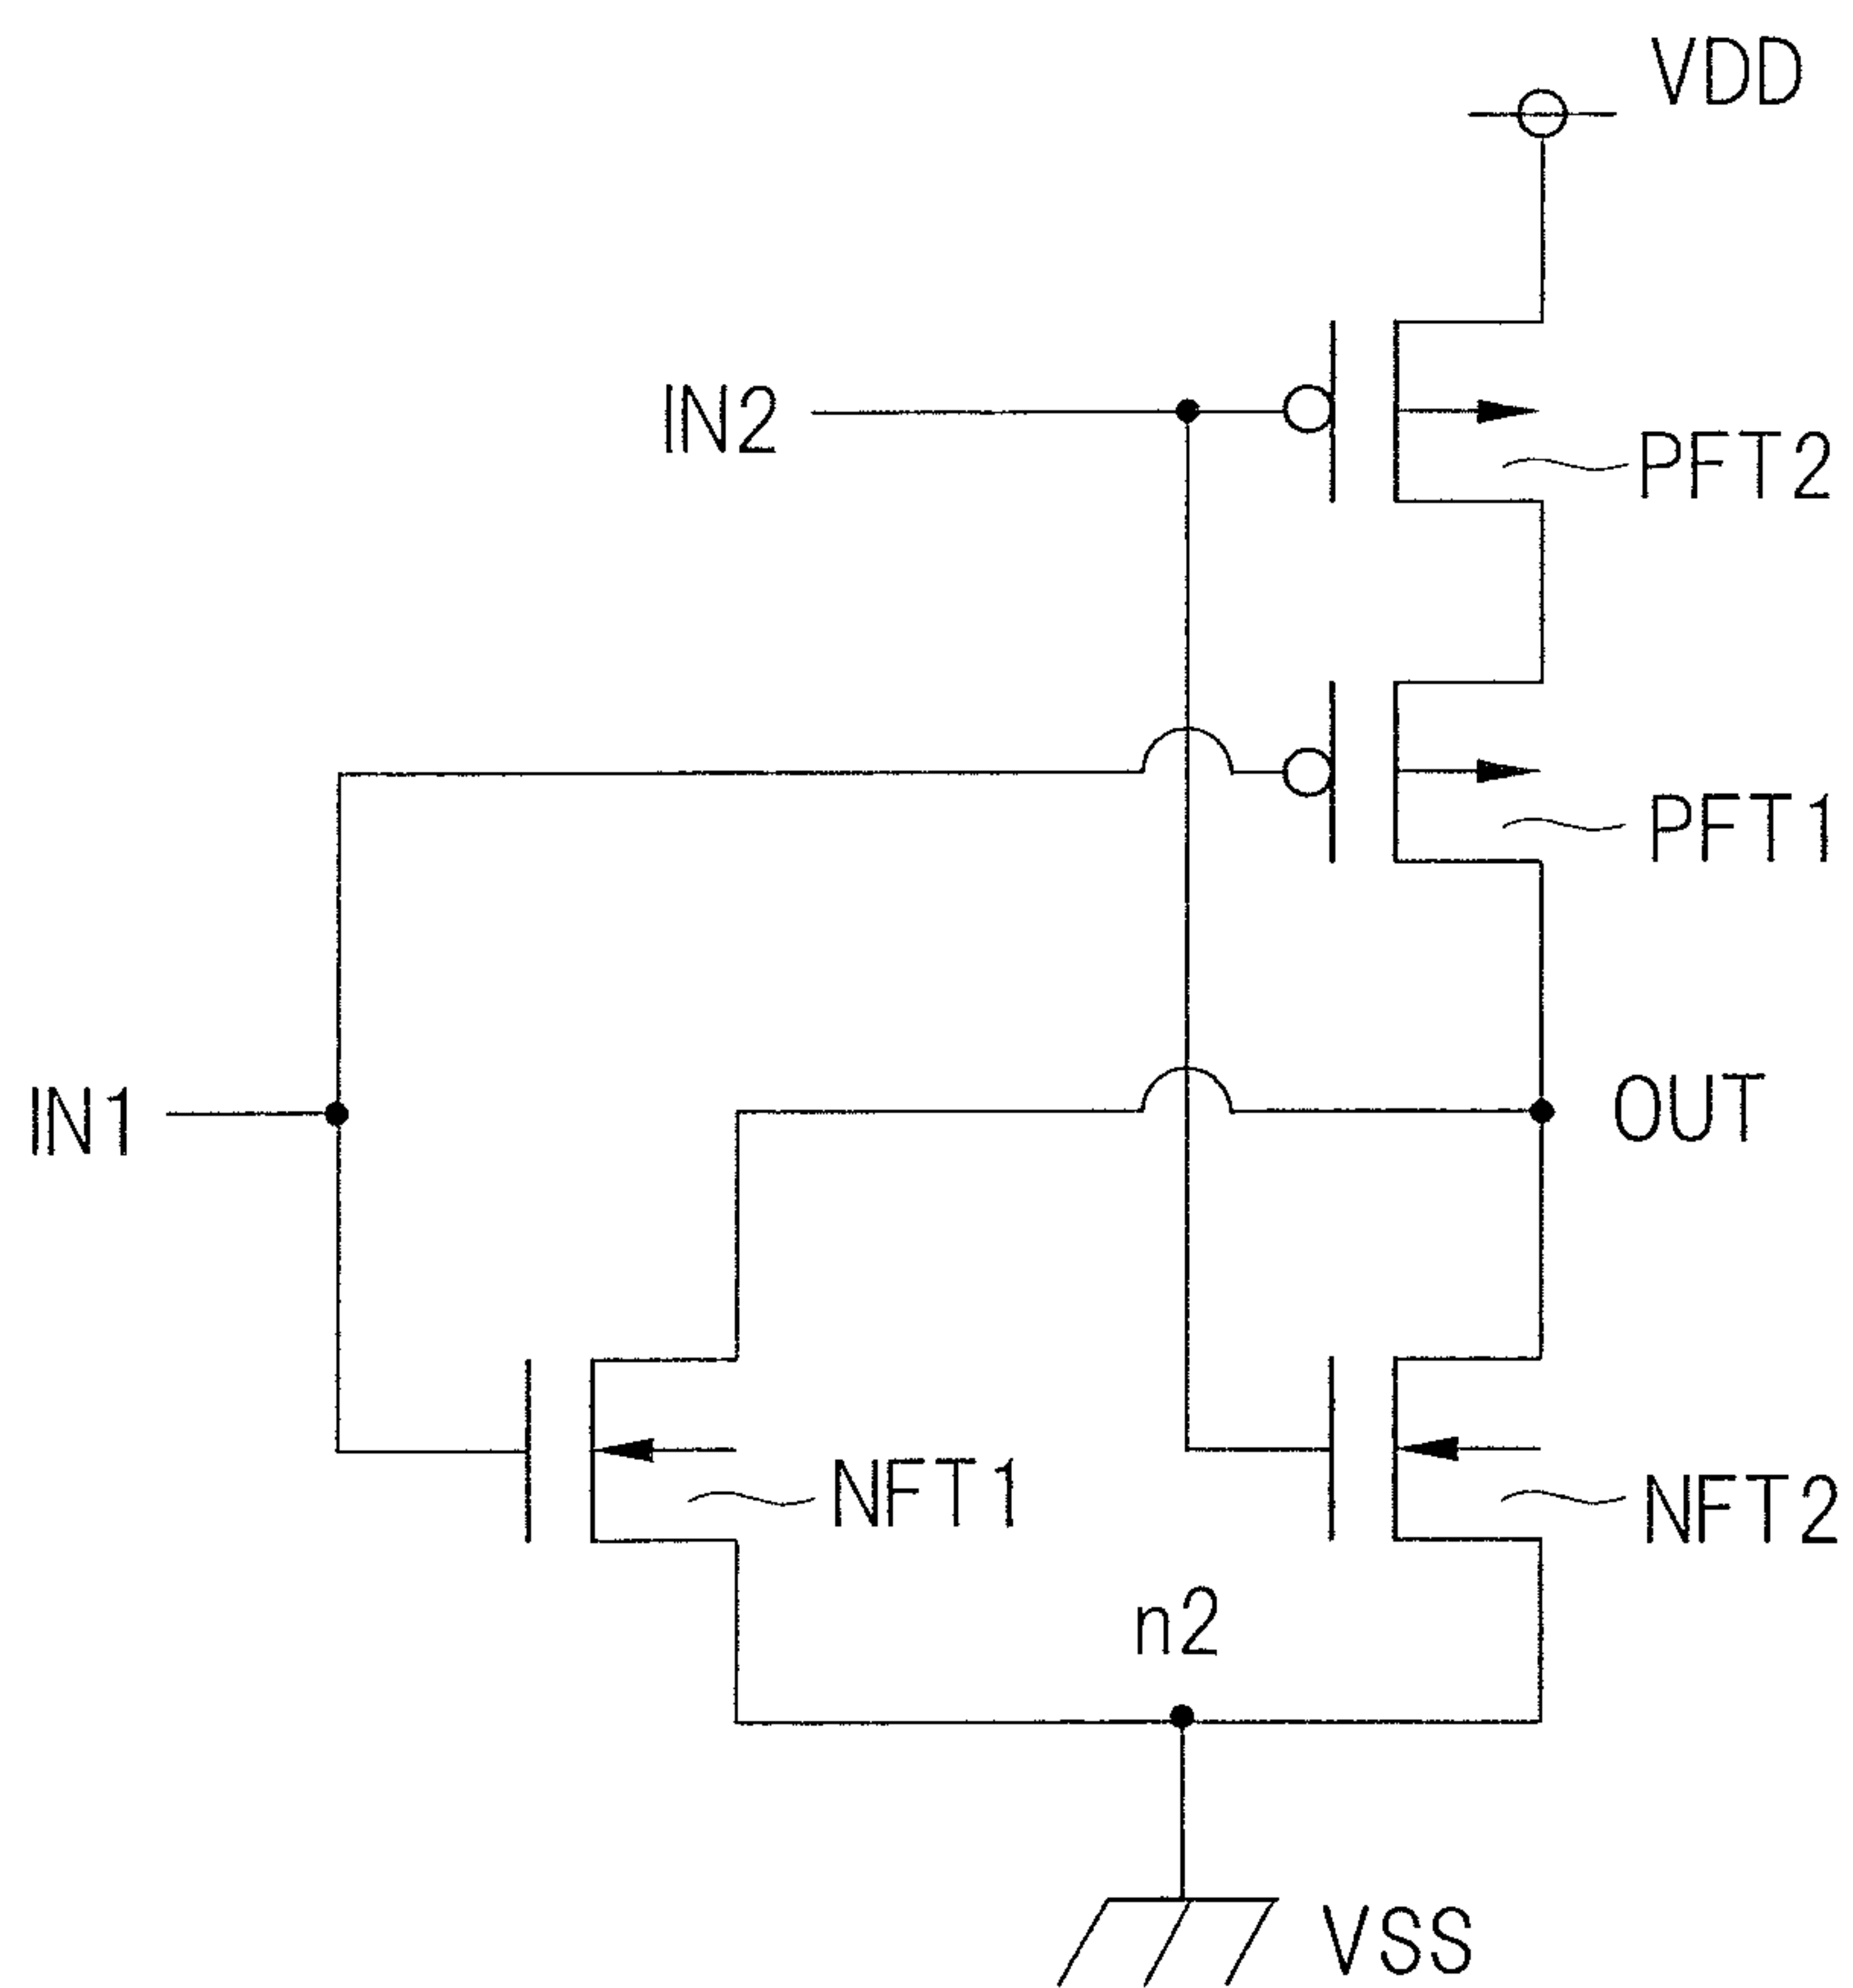 VDD
IN2
PFT2
PFT1
IN1
OUT
NFT1
NFT2
n2
VSS